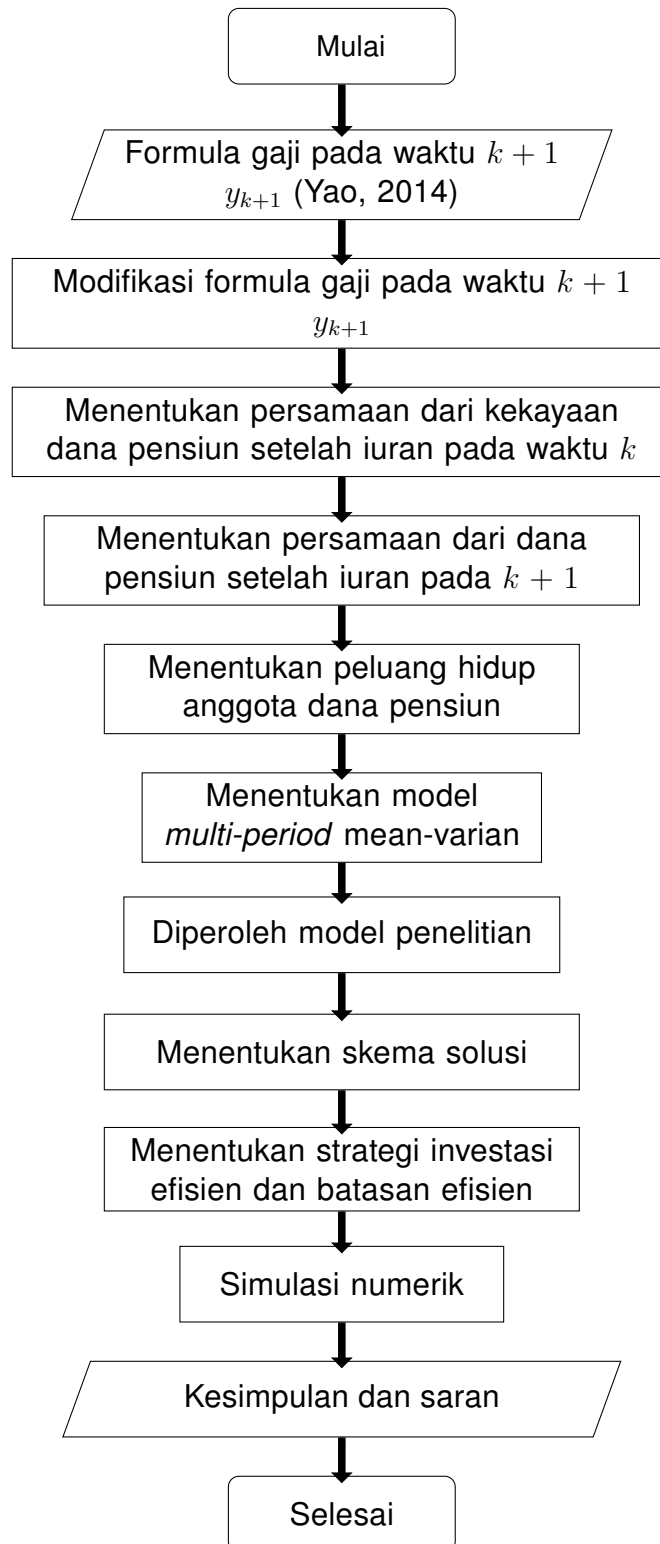 Mulai
Formula gaji pada waktu k + 1
y_{k+1} (Yao, 2014)
Modifikasi formula gaji pada waktu k + 1
y_{k+1}
Menentukan persamaan dari kekayaan
dana pensiun setelah iuran pada waktu k
Menentukan persamaan dari dana
pensiun setelah iuran pada k + 1
Menentukan peluang hidup
anggota dana pensiun
Menentukan model
multi-period mean-varian
Diperoleh model penelitian
Menentukan skema solusi
Menentukan strategi investasi
efisien dan batasan efisien
Simulasi numerik
Kesimpulan dan saran
Selesai